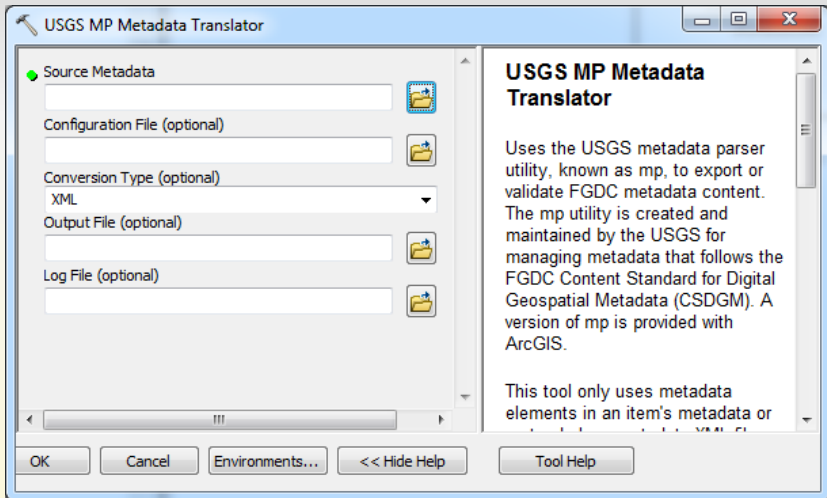 USGS MP Metadata Translator
Source Metadata
Configuration File (optional)
Conversion Type (optional)
XML
Output File (optional)
Log File (optional)
USGS MP Metadata
Translator
Uses the USGS metadata parser
utility, known as mp, to export or
validate FGDC metadata content.
The mp utility is created and
maintained by the USGS for
managing metadata that follows the
FGDC Content Standard for Digital
Geospatial Metadata (CSDGM). A
version of mp is provided with
ArcGIS.
This tool only uses metadata
elements in an item's metadata or
OK
Cancel
Environments...
<< Hide Help
Tool Help